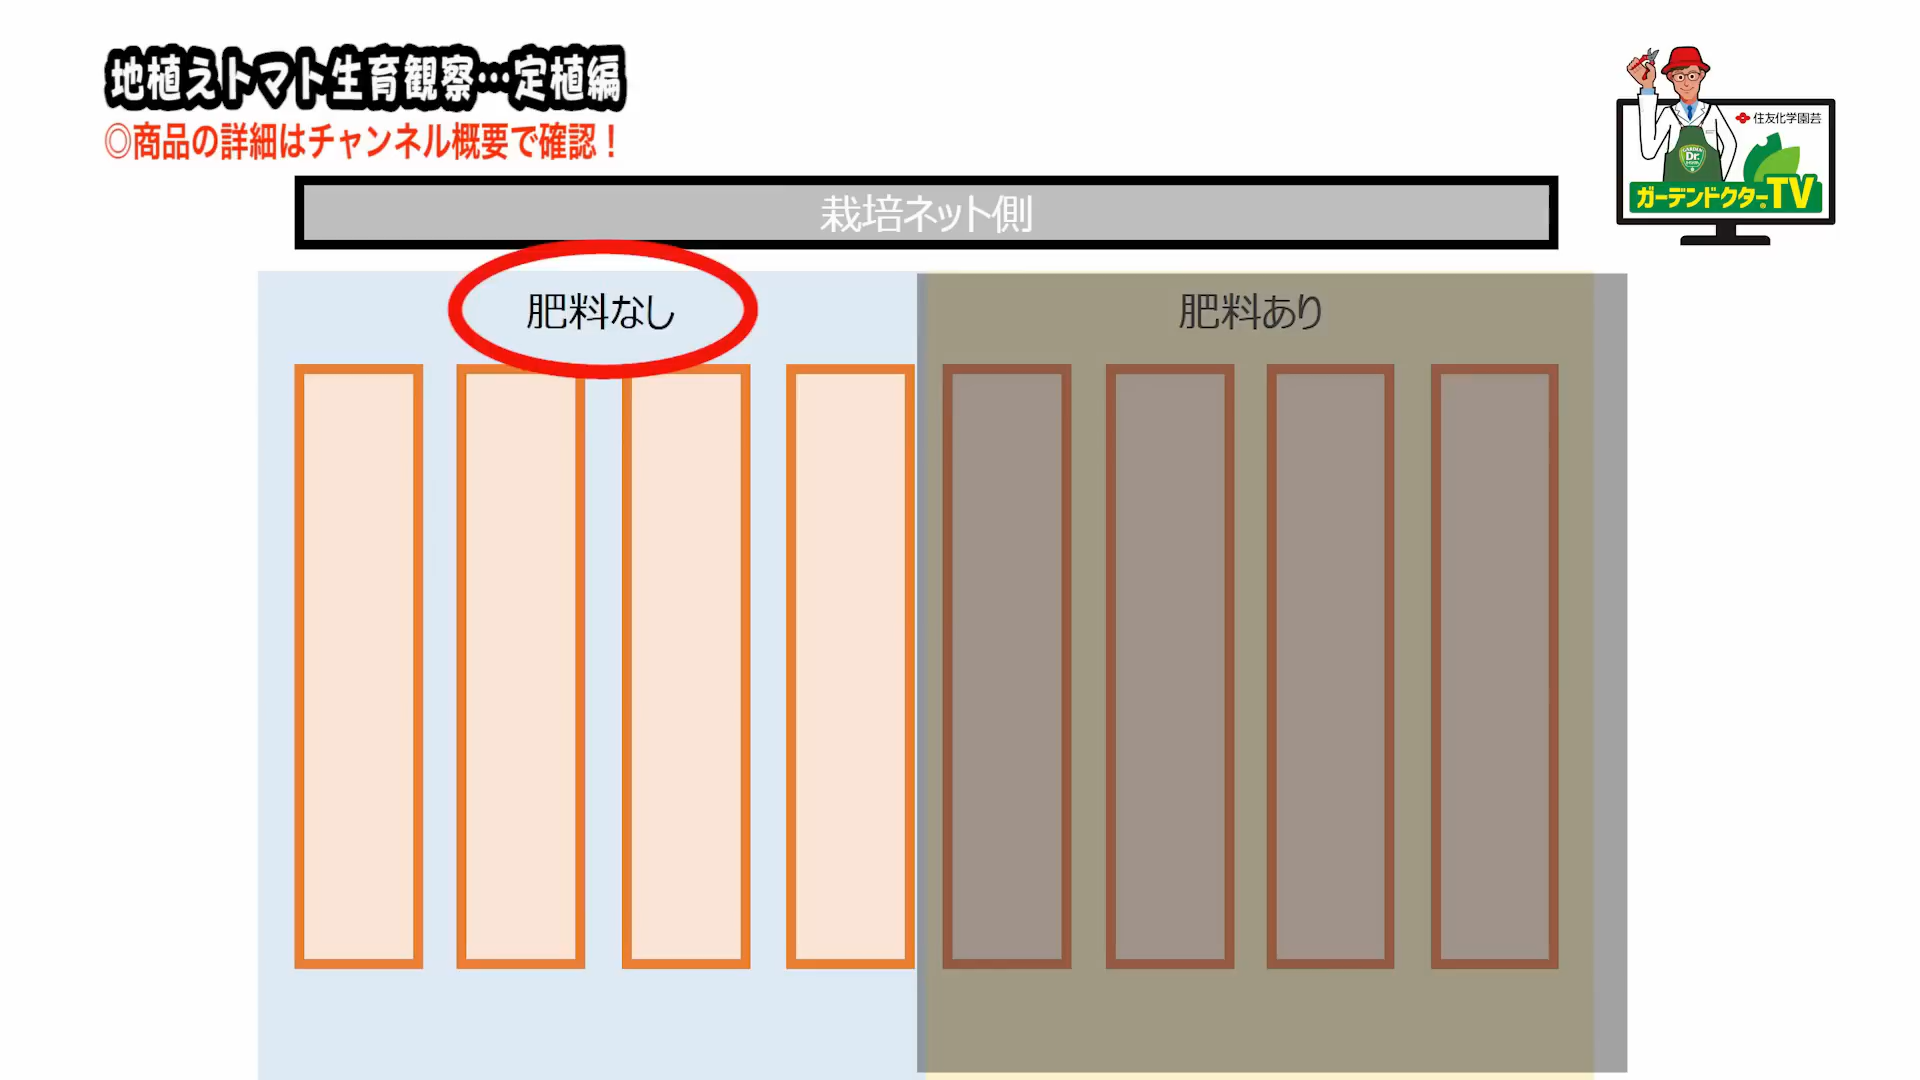 地植えトマト生育観察…定植編
◎商品の詳細はチャンネル概要で確認！
住友化学園芸
GARDEN
Dr.
ガーデンドクターTV
栽培ネット側
肥料なし
肥料あり